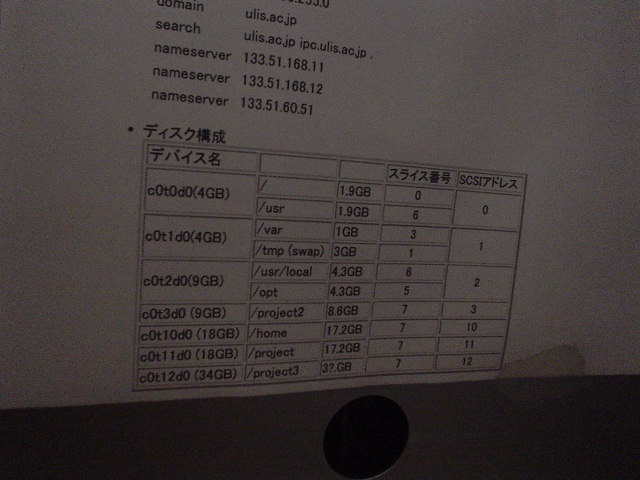 domain ulis.ac.jp
search ulis.ac.jp ipc.ulis.ac.jp .
nameserver 133.51.168.11
nameserver 133.51.168.12
nameserver 133.51.60.51
• ディスク構成
デバイス名 スライス番号 SCSIアドレス
c0t0d0(4GB) / 1.9GB 0 0
/usr 1.9GB 6
c0t1d0(4GB) /var 1GB 3 1
/tmp (swap) 3GB 1
c0t2d0(9GB) /usr/local 4.3GB 6 2
/opt 4.3GB 5
c0t3d0 (9GB) /project2 8.6GB 7 3
c0t10d0 (18GB) /home 17.2GB 7 10
c0t11d0 (18GB) /project 17.2GB 7 11
c0t12d0 (34GB) /project3 3?.GB 7 12